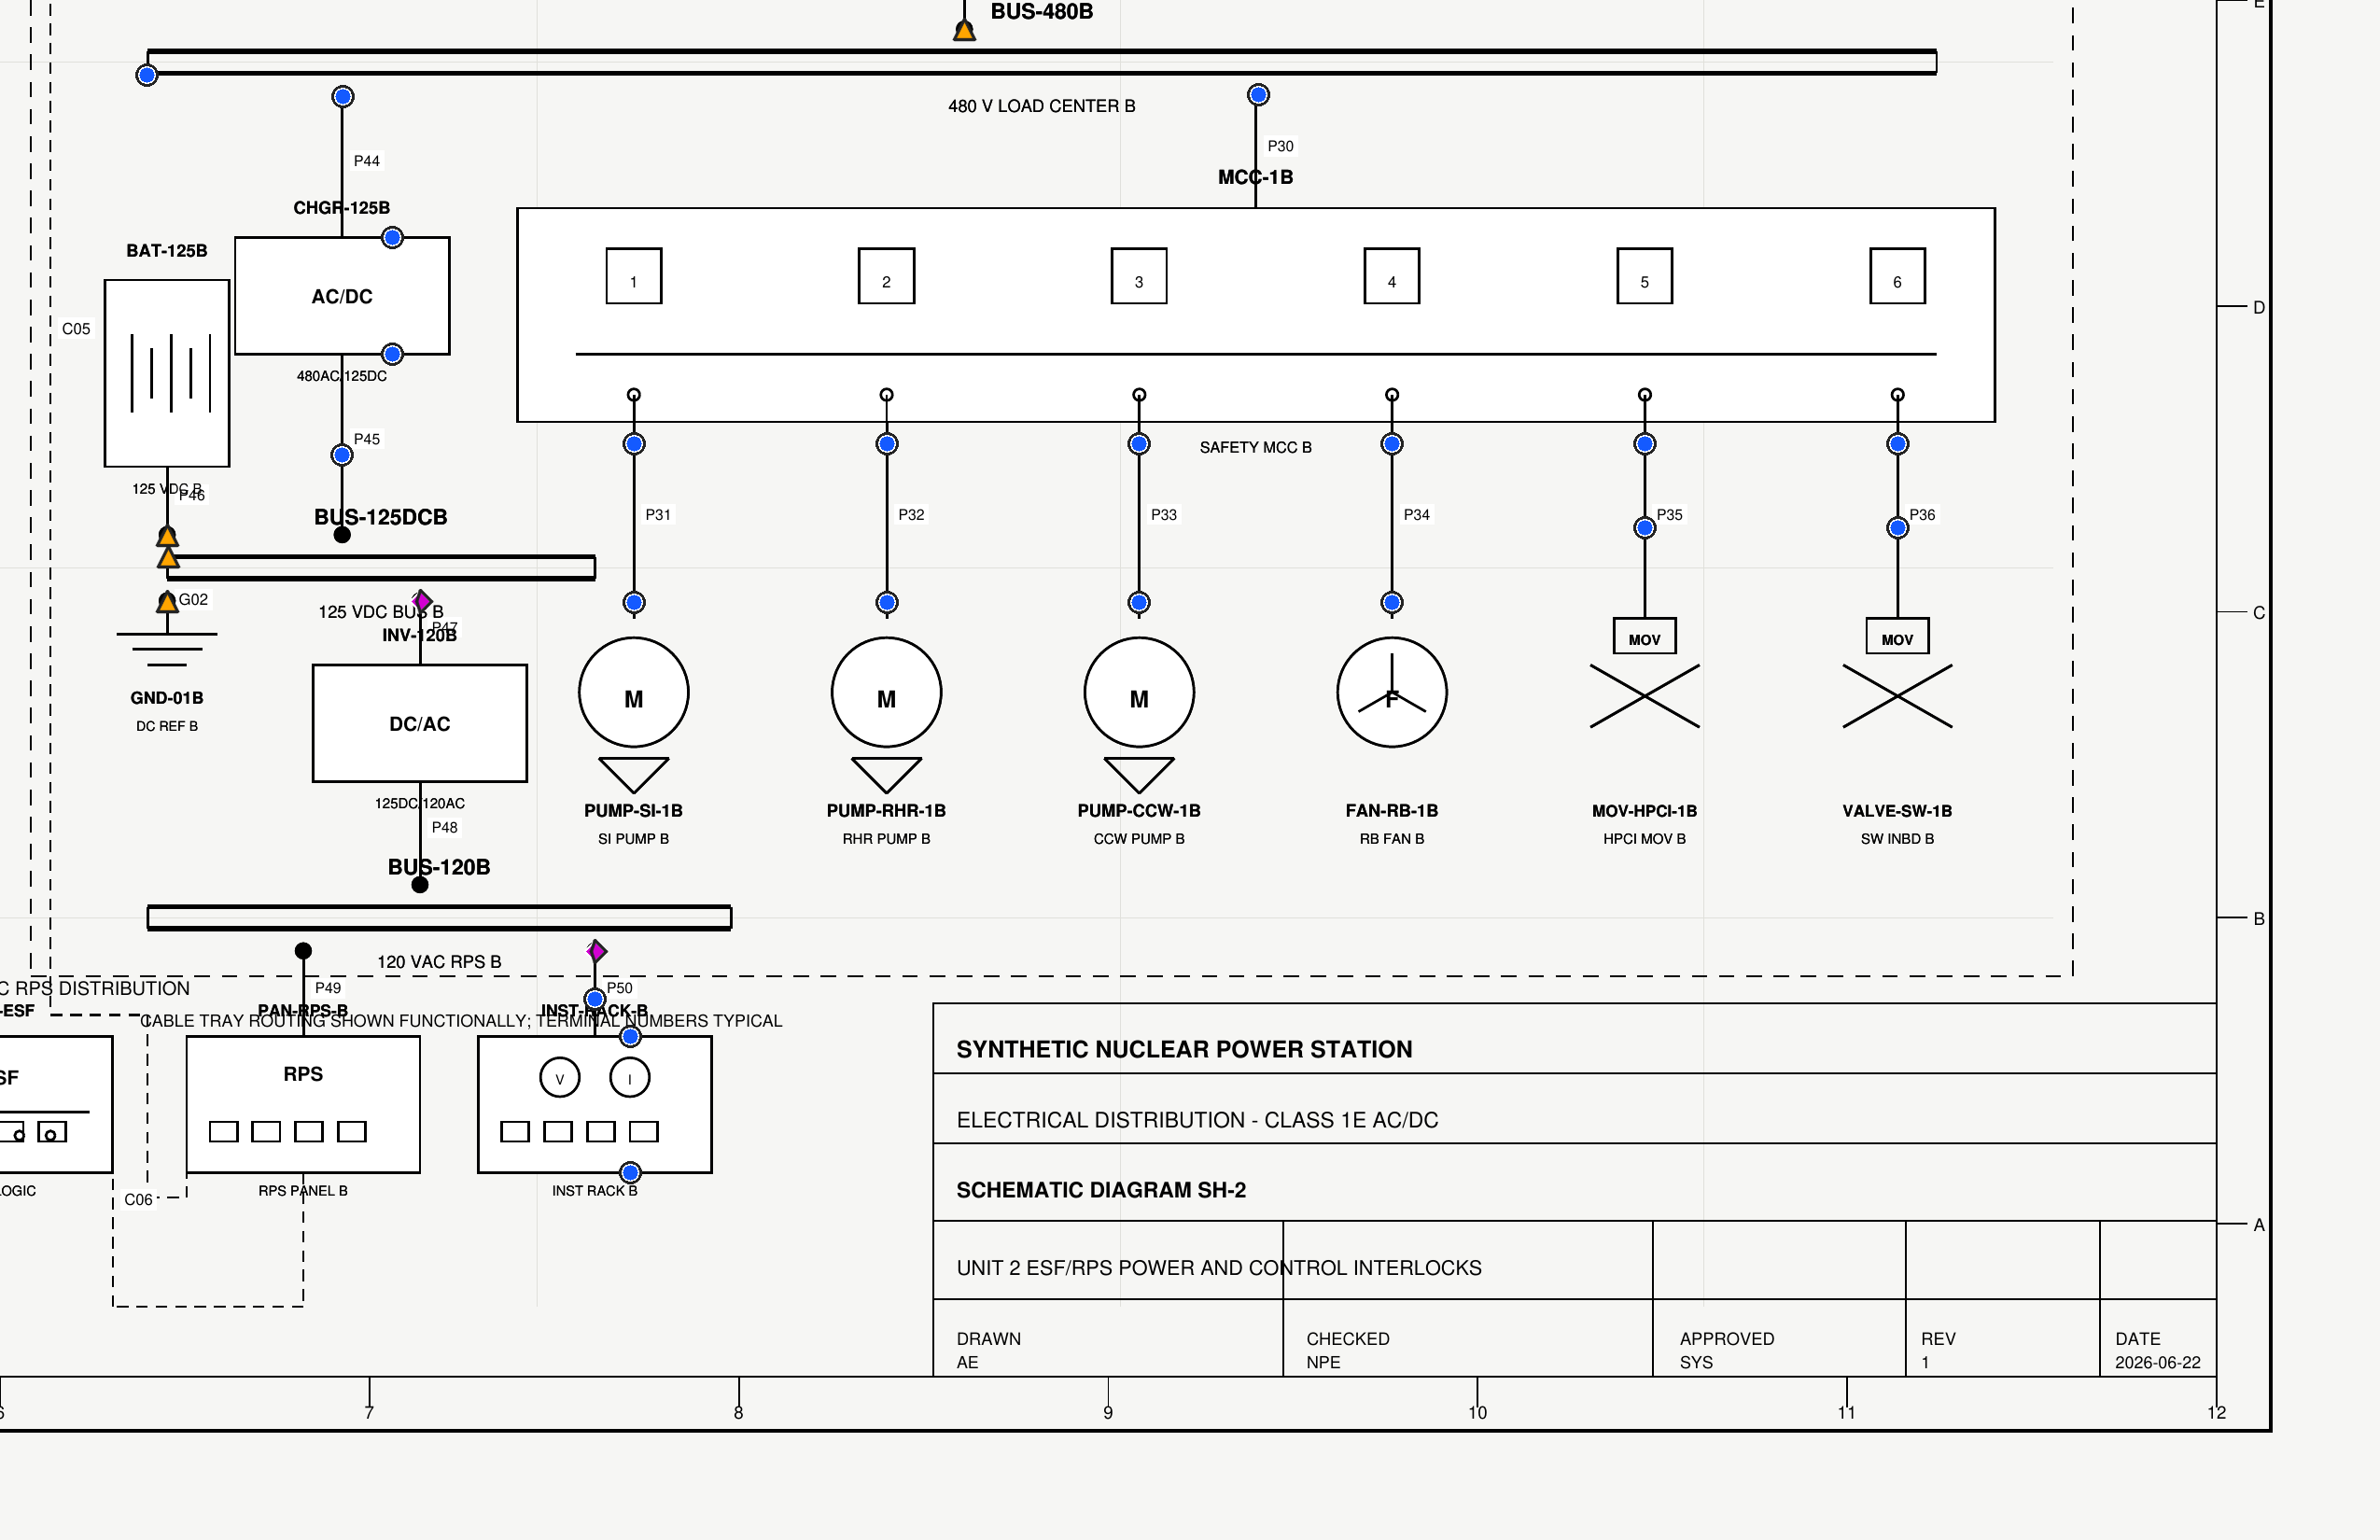 BUS-480B
E
480 V LOAD CENTER B
P44
P30
MCC-1B
CHGR-125B
BAT-125B
AC/DC
1 2 3 4 5 6
D
C05
480AC/125DC
P45
SAFETY MCC B
125 VDC B
P46
BUS-125DCB
P31 P32 P33 P34 P35 P36
G02
125 VDC BUS B
P47
INV-120B
C
MOV MOV
GND-01B
DC REF B
DC/AC
M M M F
125DC/120AC
P48
PUMP-SI-1B PUMP-RHR-1B PUMP-CCW-1B FAN-RB-1B MOV-HPCI-1B VALVE-SW-1B
SI PUMP B RHR PUMP B CCW PUMP B RB FAN B HPCI MOV B SW INBD B
BUS-120B
B
120 VAC RPS B
C RPS DISTRIBUTION
P49 P50
-ESF PAN-RPS-B INST-RACK-B
CABLE TRAY ROUTING SHOWN FUNCTIONALLY; TERMINAL NUMBERS TYPICAL
SF RPS V I
OGIC RPS PANEL B INST RACK B
C06
SYNTHETIC NUCLEAR POWER STATION
ELECTRICAL DISTRIBUTION - CLASS 1E AC/DC
SCHEMATIC DIAGRAM SH-2
A
UNIT 2 ESF/RPS POWER AND CONTROL INTERLOCKS
DRAWN CHECKED APPROVED REV DATE
AE NPE SYS 1 2026-06-22
6 7 8 9 10 11 12